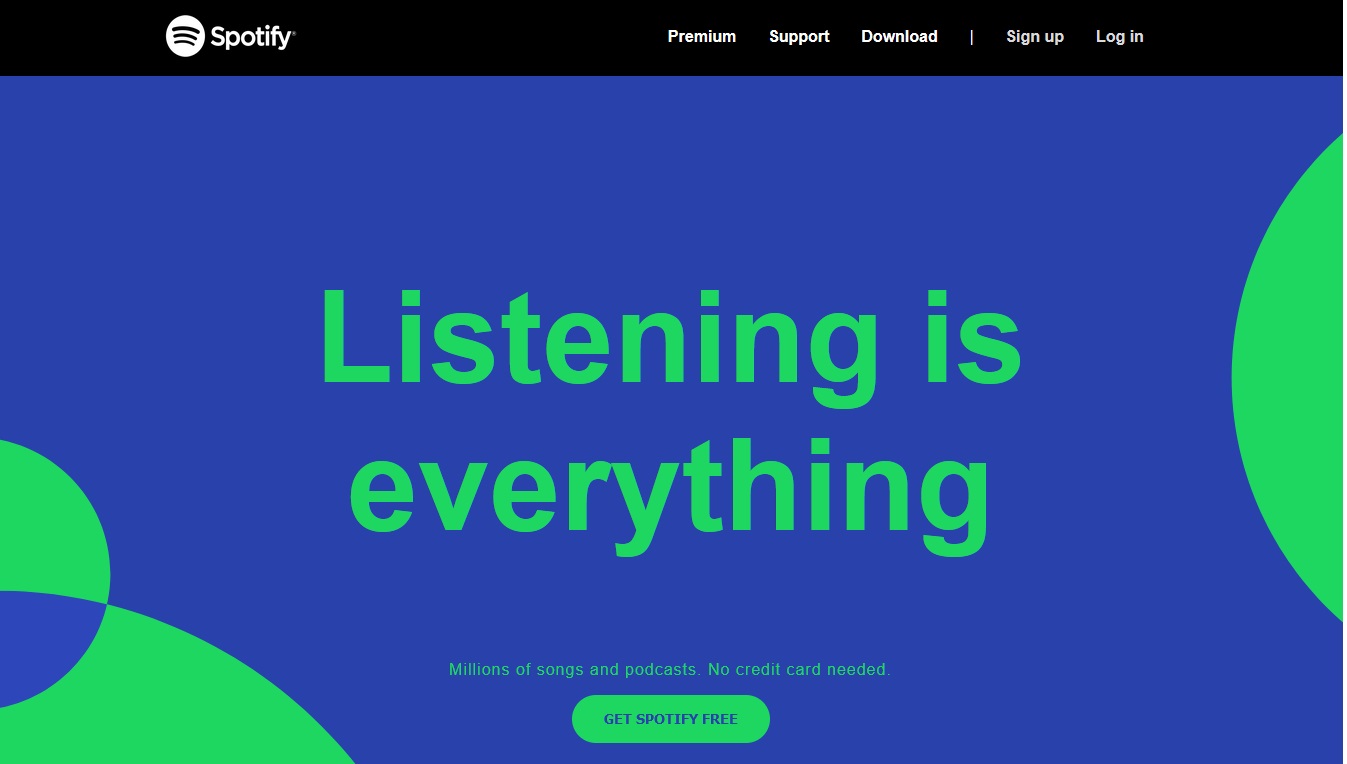 Spotify®
Premium Support Download | Sign up Log in
Listening is
everything
Millions of songs and podcasts. No credit card needed.
GET SPOTIFY FREE